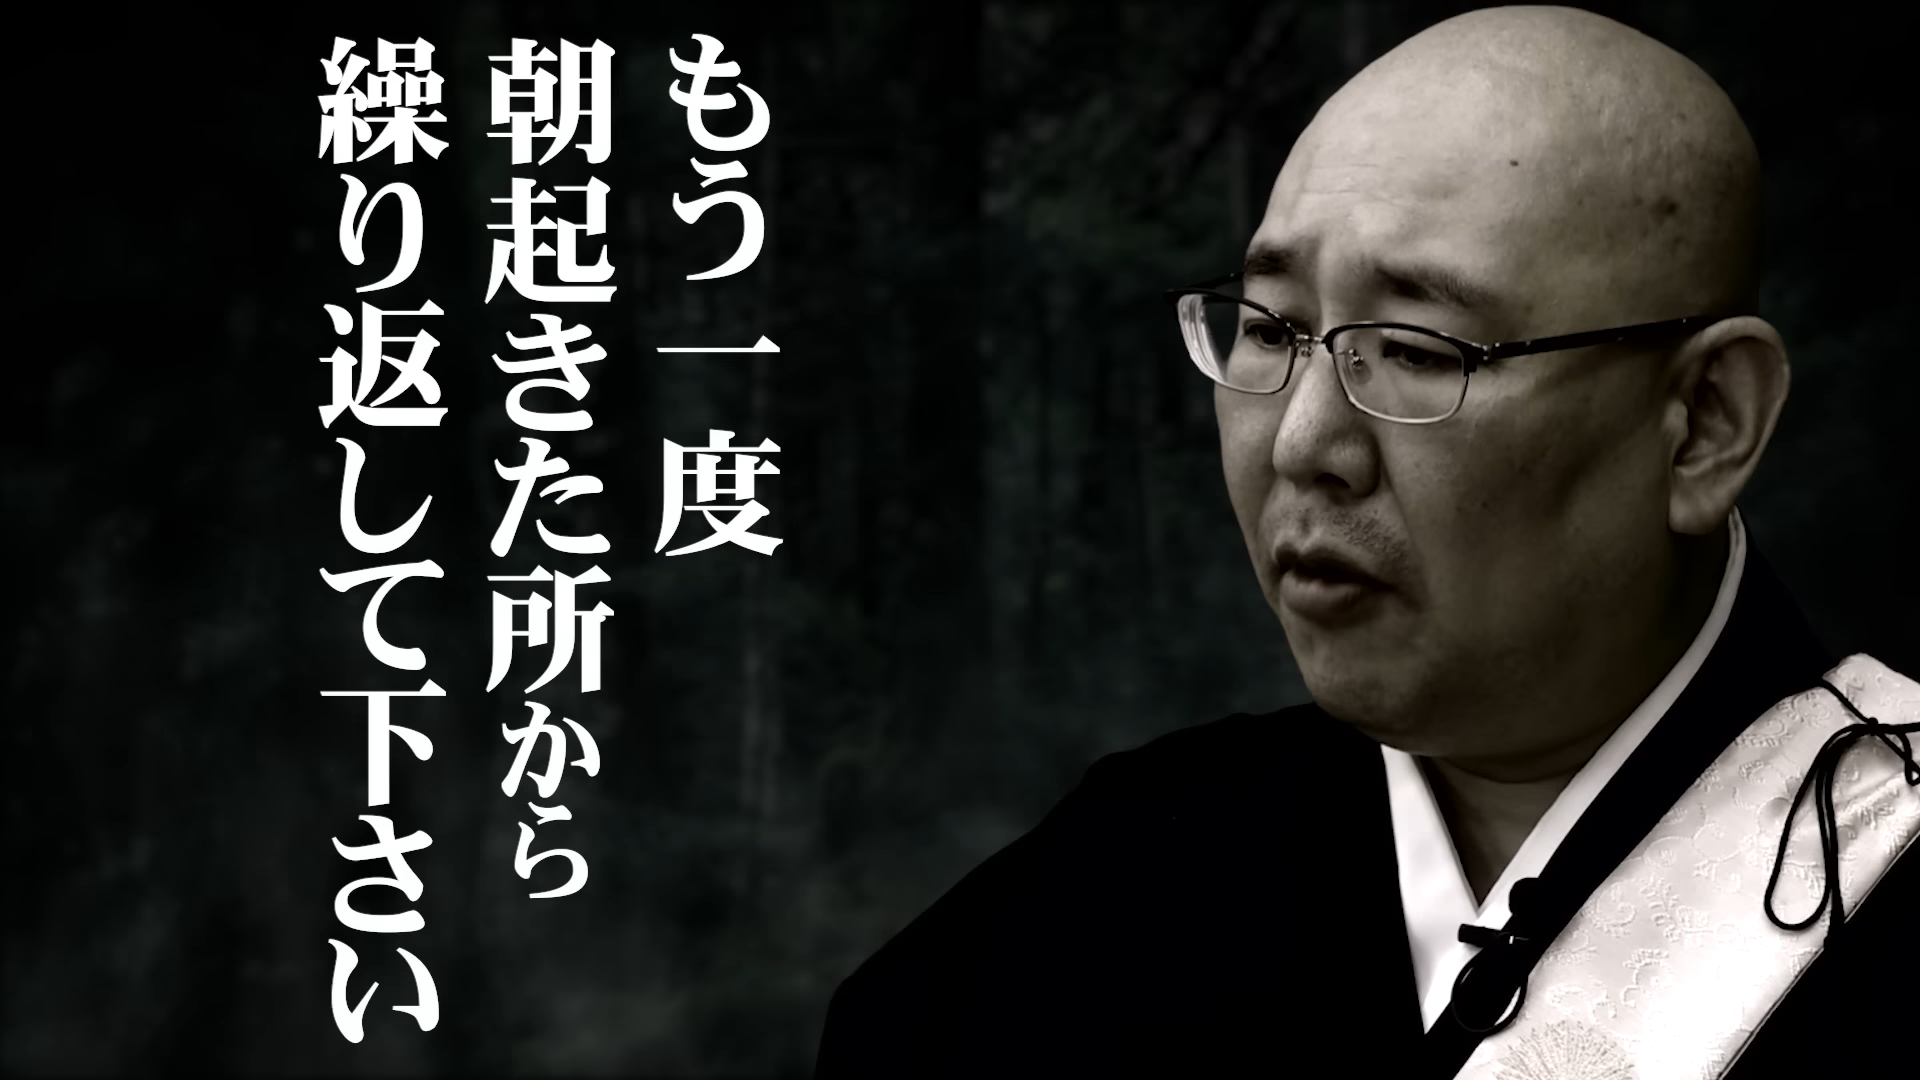 もう一度
朝起きた所から
繰り返して下さい